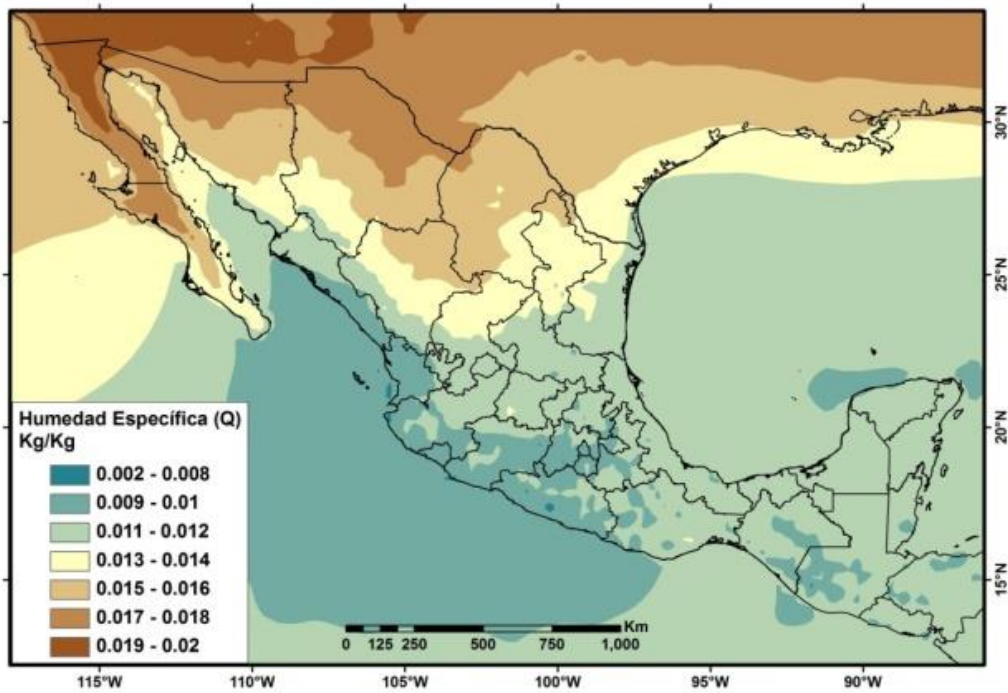 Humedad Específica (Q)
Kg/Kg
0.002 - 0.008
0.009 - 0.01
0.011 - 0.012
0.013 - 0.014
0.015 - 0.016
0.017 - 0.018
0.019 - 0.02
Km
0 125 250 500 750 1,000
30°N
25°N
20°N
15°N
115°W 110°W 105°W 100°W 95°W 90°W